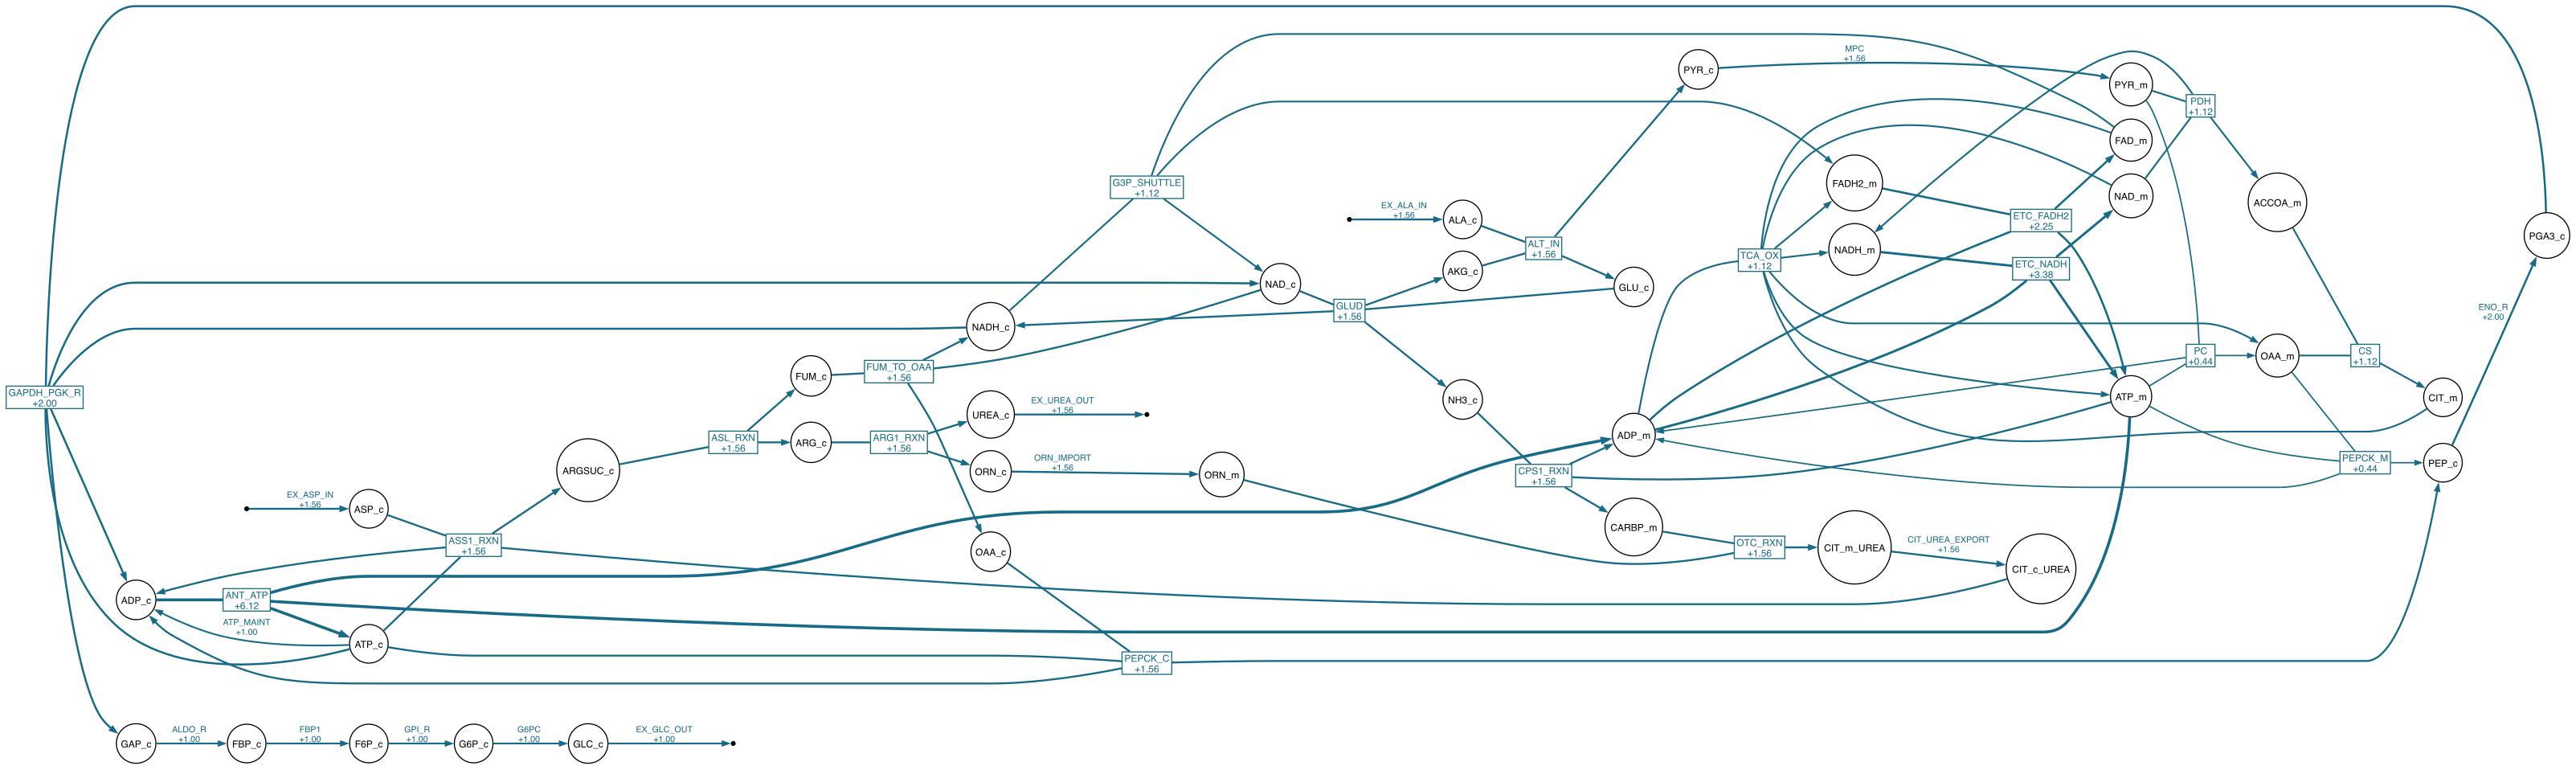 MPC
+1.56
PYR_c
PYR_m
PDH
+1.12
FAD_m
G3P_SHUTTLE
+1.12
FADH2_m
NAD_m
ACCOA_m
EX_ALA_IN
+1.56
ALA_c
ETC_FADH2
+2.25
PGA3_c
ALT_IN
+1.56
NADH_m
TCA_OX
+1.12
AKG_c
ETC_NADH
+3.38
NAD_c
GLU_c
GLUD
+1.56
ENO_R
+2.00
NADH_c
PC
+0.44
OAA_m
CS
+1.12
FUM_c
FUM_TO_OAA
+1.56
GAPDH_PGK_R
+2.00
NH3_c
ATP_m
CIT_m
UREA_c
EX_UREA_OUT
+1.56
ASL_RXN
+1.56
ARG_c
ARG1_RXN
+1.56
ADP_m
ARGSUC_c
ORN_c
ORN_IMPORT
+1.56
ORN_m
CPS1_RXN
+1.56
PEPCK_M
+0.44
PEP_c
EX_ASP_IN
+1.56
ASP_c
CARBP_m
ASS1_RXN
+1.56
OAA_c
OTC_RXN
+1.56
CIT_m_UREA
CIT_UREA_EXPORT
+1.56
CIT_c_UREA
ADP_c
ANT_ATP
+6.12
ATP_MAINT
+1.00
ATP_c
PEPCK_C
+1.56
GAP_c
ALDO_R
+1.00
FBP_c
FBP1
+1.00
F6P_c
GPI_R
+1.00
G6P_c
G6PC
+1.00
GLC_c
EX_GLC_OUT
+1.00